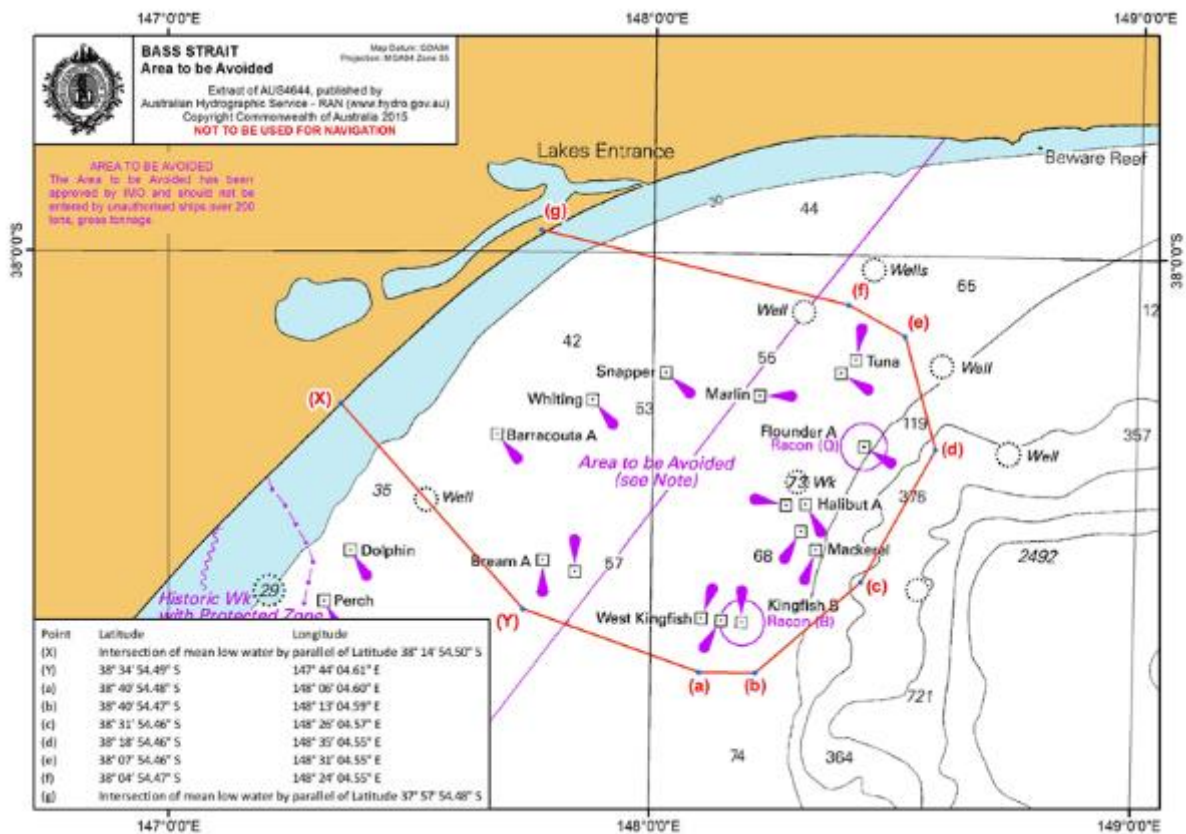 147°0'0"E
148°0'0"E
149°0'0"E
BASS STRAIT
Area to be Avoided
Map Datum: GDA94
Projection: MGA94 Zone 55
Extract of AUS4644, published by
Australian Hydrographic Service - RAN (www.hydro.gov.au)
Copyright Commonwealth of Australia 2015
NOT TO BE USED FOR NAVIGATION
AREA TO BE AVOIDED
The Area to be Avoided has been
approved by IMO and should not be
entered by unauthorised ships over 200
tons, gross tonnage.
Lakes Entrance
Beware Reef
30
44
(g)
38°0'0"S
38°0'0"S
Wells
65
(f)
12
Well
(e)
42
55
Tuna
Snapper
Well
Marlin
(X)
Whiting
53
119
Flounder A
Racon (Q)
357
Barracouta A
(d)
Area to be Avoided
(see Note)
Well
35
Well
73 Wk
378
Halibut A
Dolphin
Bream A
57
68
Mackerel
2492
29
(c)
Historic Wk
with Protected Zone
Perch
Kingfish B
Racon (B)
West Kingfish
(Y)
(a)
(b)
721
74
364
Point Latitude Longitude
(X) Intersection of mean low water by parallel of Latitude 38° 14' 54.50" S
(Y) 38° 34' 54.49" S 147° 44' 04.61" E
(a) 38° 40' 54.48" S 148° 06' 04.60" E
(b) 38° 40' 54.47" S 148° 13' 04.59" E
(c) 38° 31' 54.46" S 148° 26' 04.57" E
(d) 38° 18' 54.46" S 148° 35' 04.55" E
(e) 38° 07' 54.46" S 148° 31' 04.55" E
(f) 38° 04' 54.47" S 148° 24' 04.55" E
(g) Intersection of mean low water by parallel of Latitude 37° 57' 54.48" S
147°0'0"E
148°0'0"E
149°0'0"E